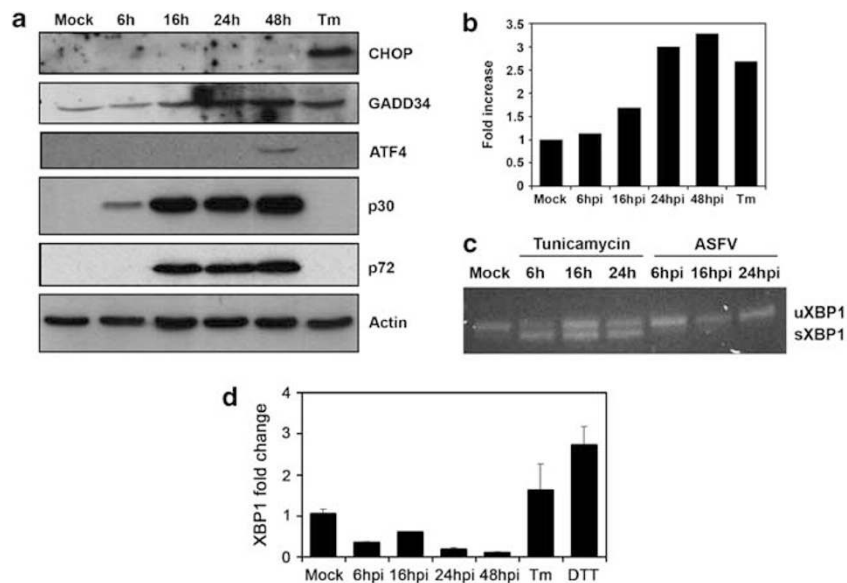 a
Mock 6h 16h 24h 48h Tm
CHOP
GADD34
ATF4
p30
p72
Actin
b
Fold increase
3.5
3
2.5
2
1.5
1
0.5
0
Mock 6hpi 16hpi 24hpi 48hpi Tm
c
Tunicamycin ASFV
Mock 6h 16h 24h 6hpi 16hpi 24hpi
uXBP1
sXBP1
d
XBP1 fold change
4
3
2
1
0
Mock 6hpi 16hpi 24hpi 48hpi Tm DTT